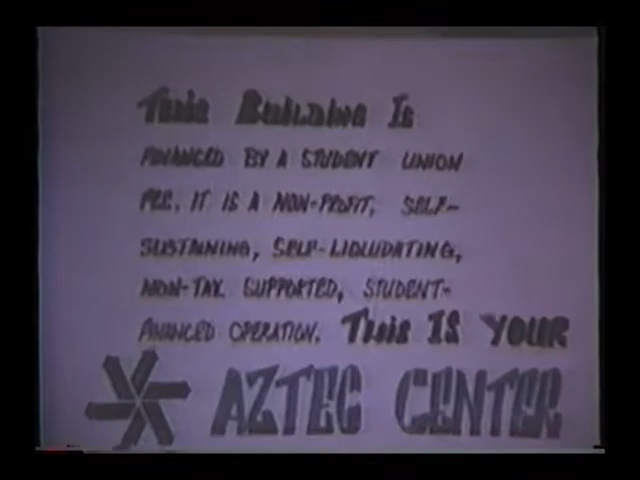 This Building Is
FINANCED BY A STUDENT UNION
FEE. IT IS A NON-PROFIT, SELF-
SUSTAINING, SELF-LIQUIDATING,
NON-TAX SUPPORTED, STUDENT-
FINANCED OPERATION. This IS YOUR
AZTEC CENTER